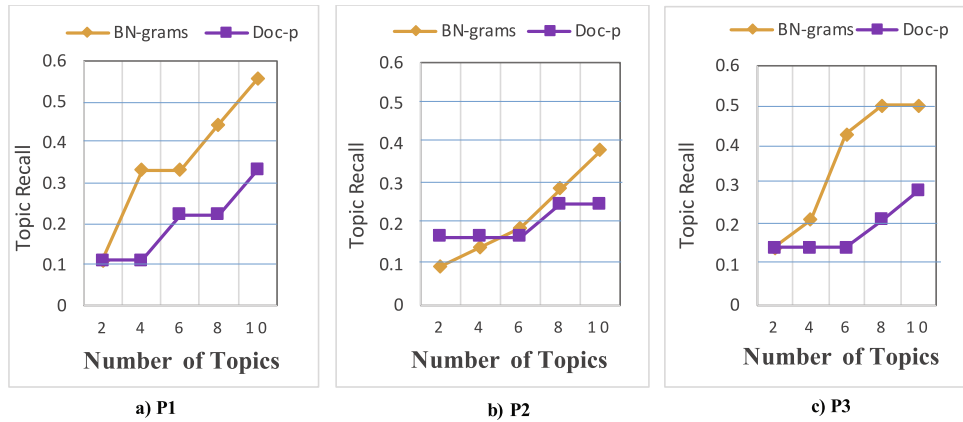 BN-grams Doc-p
Topic Recall
0.6
0.5
0.4
0.3
0.2
0.1
0
2 4 6 8 10
Number of Topics
a) P1
BN-grams Doc-p
Topic Recall
0.6
0.5
0.4
0.3
0.2
0.1
0
2 4 6 8 10
Number of Topics
b) P2
BN-grams Doc-p
Topic Recall
0.6
0.5
0.4
0.3
0.2
0.1
0
2 4 6 8 10
Number of Topics
c) P3